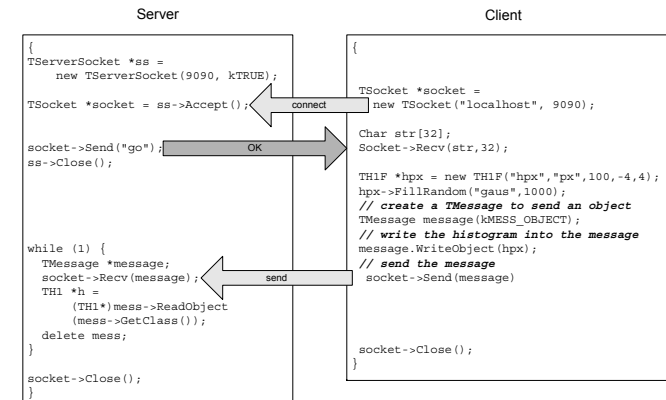 Server
{
TServerSocket *ss =
new TServerSocket(9090, kTRUE);
TSocket *socket = ss->Accept();
socket->Send("go");
ss->Close();
while (1) {
TMessage *message;
socket->Recv(message);
TH1 *h =
(TH1*)mess->ReadObject
(mess->GetClass());
delete mess;
}
socket->Close();
}
connect
OK
send
Client
{
TSocket *socket =
new TSocket("localhost", 9090);
Char str[32];
Socket->Recv(str,32);
TH1F *hpx = new TH1F("hpx","px",100,-4,4);
hpx->FillRandom("gaus",1000);
// create a TMessage to send an object
TMessage message(kMESS_OBJECT);
// write the histogram into the message
message.WriteObject(hpx);
// send the message
socket->Send(message)
socket->Close();
}